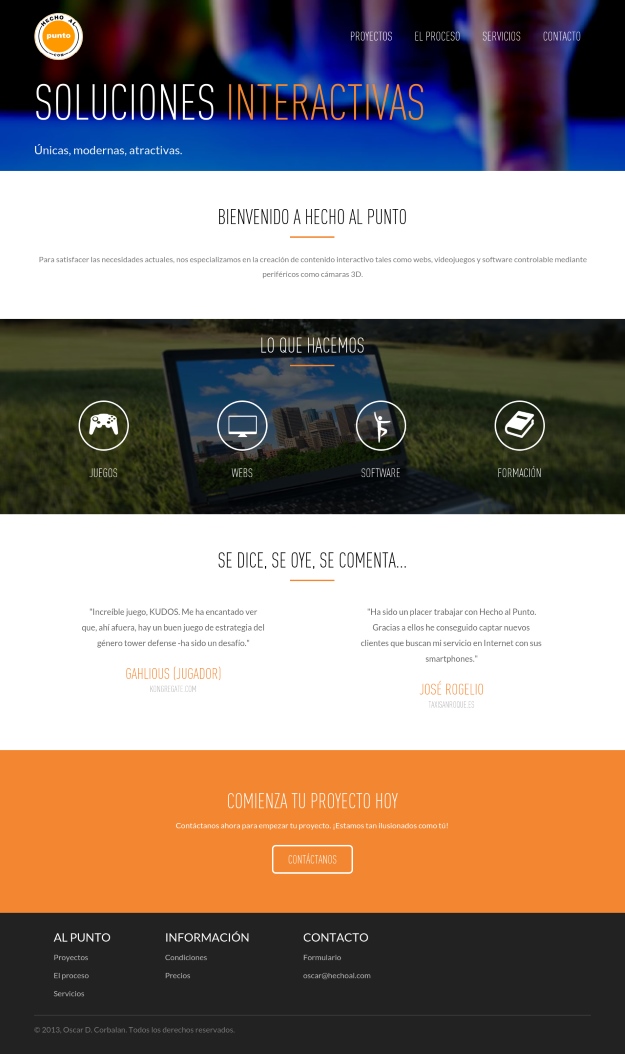 HECHO AL
punto
.COM
PROYECTOS
EL PROCESO
SERVICIOS
CONTACTO
SOLUCIONES INTERACTIVAS
Únicas, modernas, atractivas.
BIENVENIDO A HECHO AL PUNTO
Para satisfacer las necesidades actuales, nos especializamos en la creación de contenido interactivo tales como webs, videojuegos y software controlable mediante
periféricos como cámaras 3D.
LO QUE HACEMOS
JUEGOS
WEBS
SOFTWARE
FORMACIÓN
SE DICE, SE OYE, SE COMENTA...
"Increíble juego, KUDOS. Me ha encantado ver
que, ahí afuera, hay un buen juego de estrategia del
género tower defense -ha sido un desafío."
GAHLIOUS (JUGADOR)
KONGREGATE.COM
"Ha sido un placer trabajar con Hecho al Punto.
Gracias a ellos he conseguido captar nuevos
clientes que buscan mi servicio en Internet con sus
smartphones."
JOSÉ ROGELIO
TAXISANROQUE.ES
COMIENZA TU PROYECTO HOY
Contáctanos ahora para empezar tu proyecto. ¡Estamos tan ilusionados como tú!
CONTÁCTANOS
AL PUNTO
Proyectos
El proceso
Servicios
INFORMACIÓN
Condiciones
Precios
CONTACTO
Formulario
oscar@hechoal.com
© 2013, Oscar D. Corbalan. Todos los derechos reservados.